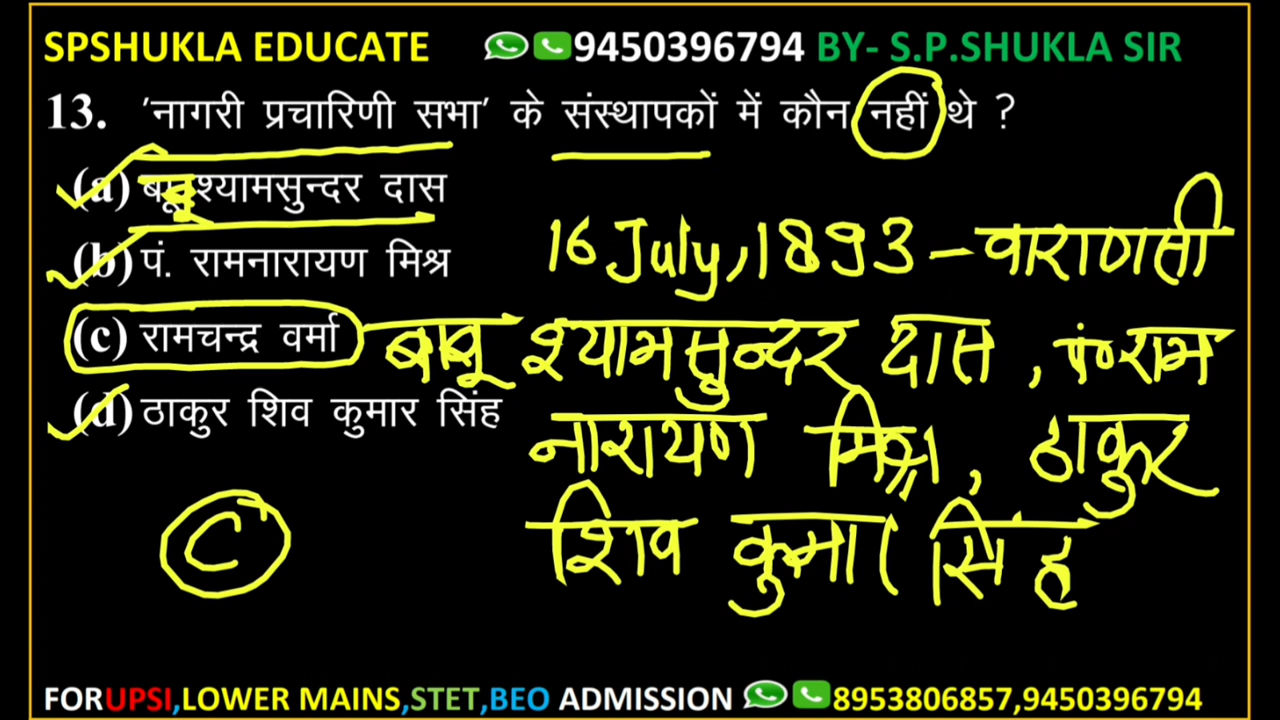 SPSHUKLA EDUCATE 9450396794 BY- S.P.SHUKLA SIR
13. 'नागरी प्रचारिणी सभा' के संस्थापकों में कौन नहीं थे ?
(a) बाबू श्यामसुन्दर दास
16 July, 1893 - वाराणसी
(b) पं. रामनारायण मिश्र
(c) रामचन्द्र वर्मा
बाबू श्यामसुन्दर दास, पं० राम
(d) ठाकुर शिव कुमार सिंह
नारायण मिश्र, ठाकुर
शिव कुमार सिंह
C
FOR UPSI,LOWER MAINS,STET,BEO ADMISSION 8953806857,9450396794